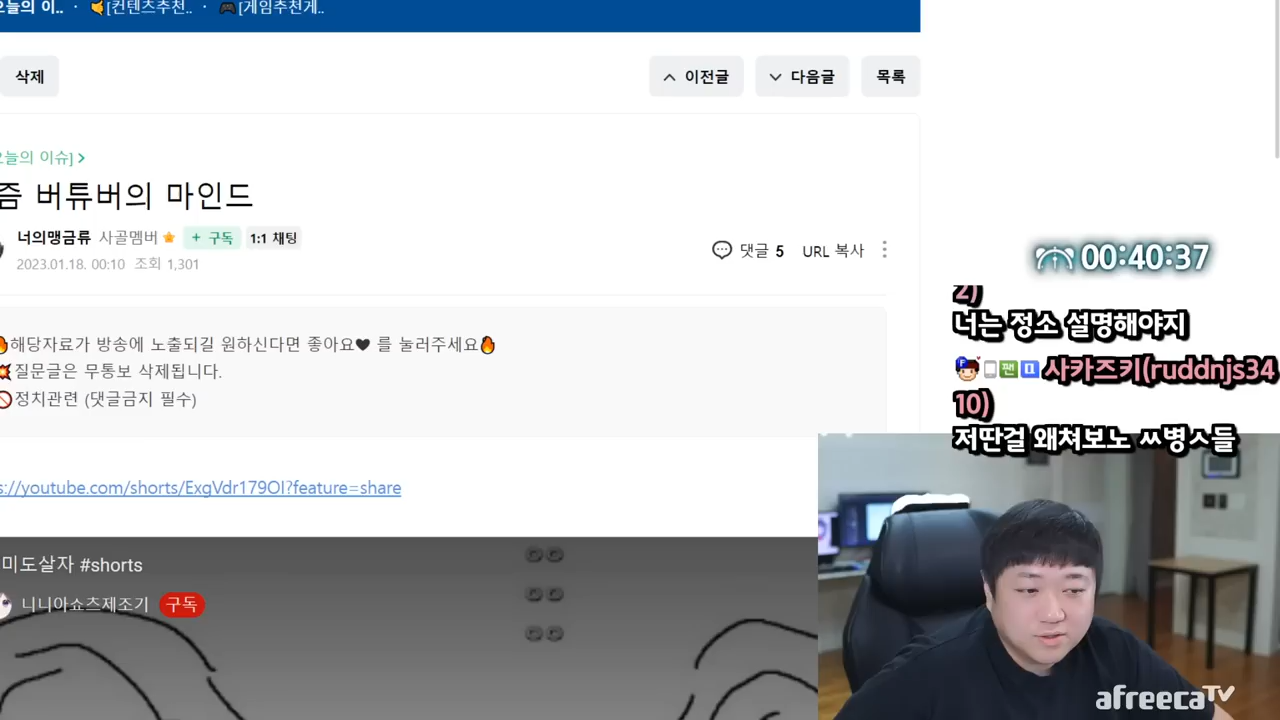 오늘의 이.. · [컨텐츠추천.. · [게임추천게..
삭제
이전글
다음글
목록
오늘의 이슈] >
즘 버튜버의 마인드
너의맹금류 사골멤버 + 구독 1:1 채팅
2023.01.18. 00:10 조회 1,301
댓글 5 URL 복사
해당자료가 방송에 노출되길 원하신다면 좋아요🖤 를 눌러주세요🔥
질문글은 무통보 삭제됩니다.
정치관련 (댓글금지 필수)
s://youtube.com/shorts/ExgVdr179OI?feature=share
미도살자 #shorts
니니아쇼츠제조기 구독
00:40:37
2)
너는 정소 설명해야지
팬 사카즈키(ruddnjs34
10)
저딴걸 왜쳐보노 ㅆ병ㅅ들
afreecaTV